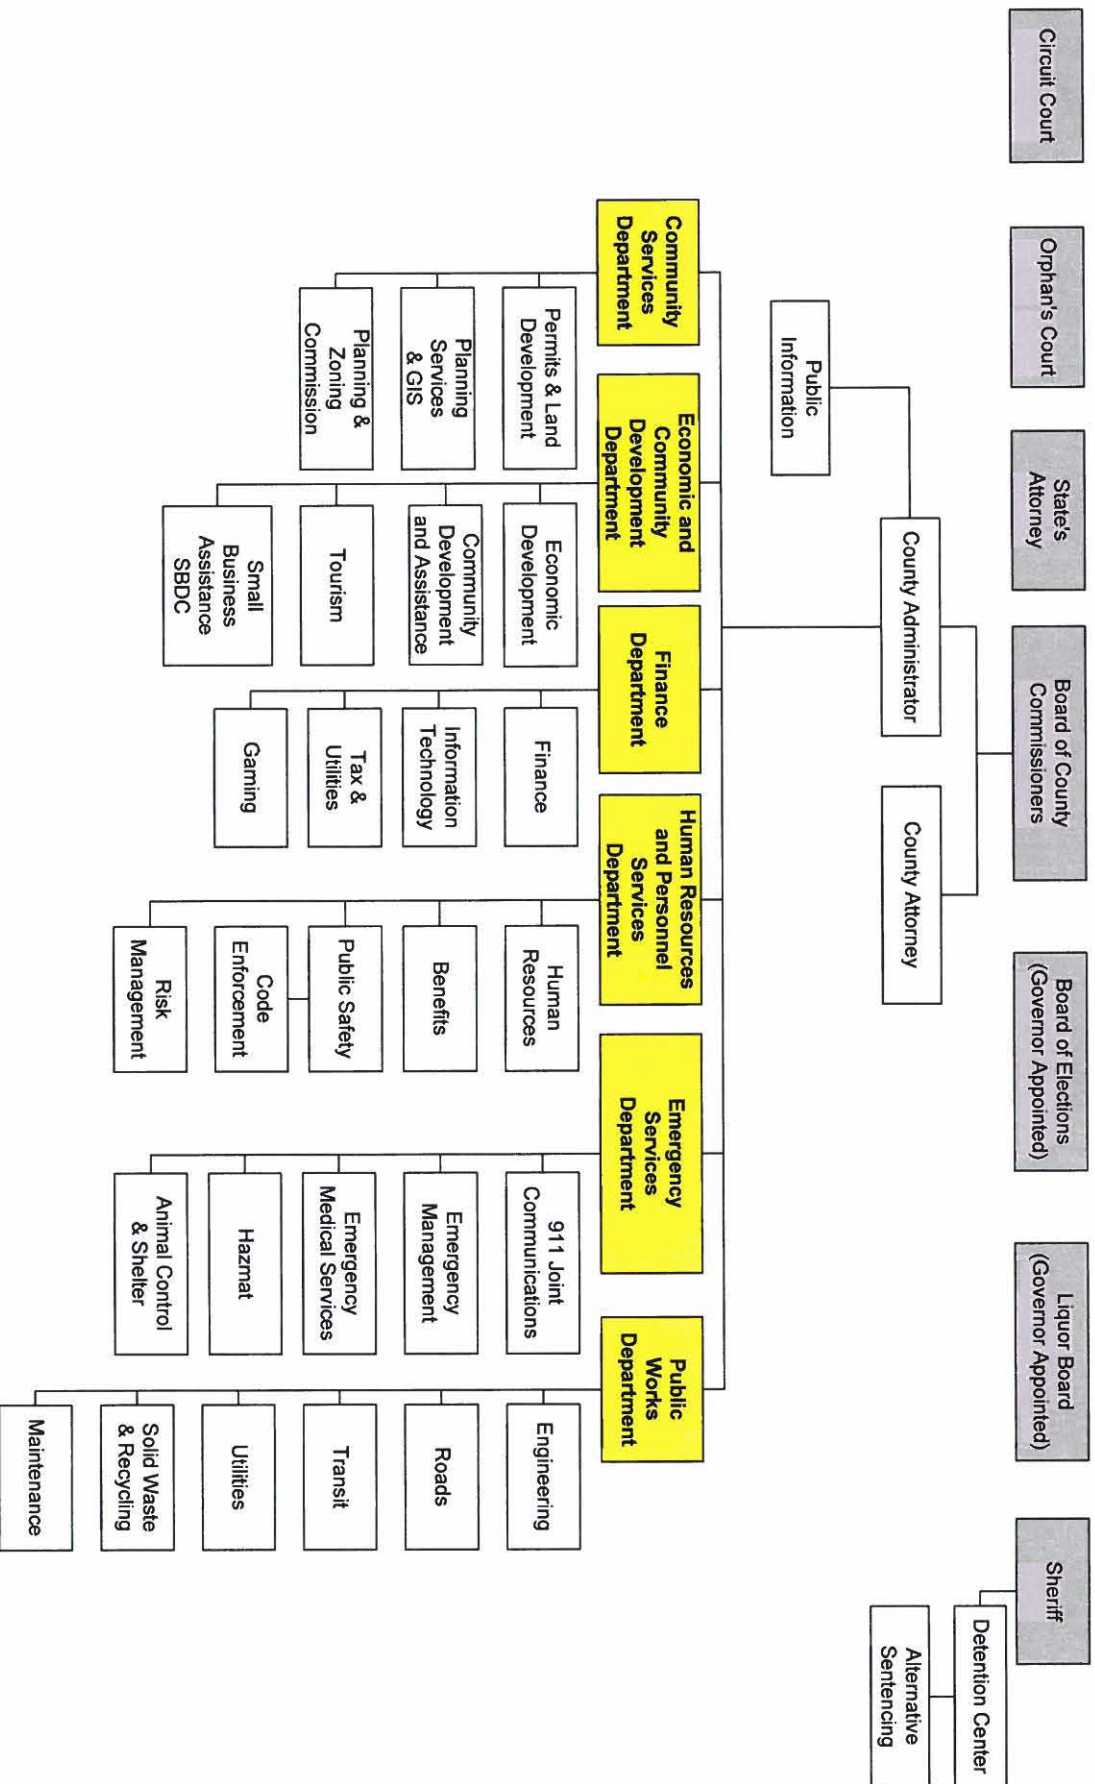 Circuit Court
Orphan's Court
State's
Attorney
Board of County
Commissioners
Board of Elections
(Governor Appointed)
Liquor Board
(Governor Appointed)
Sheriff
Detention Center
Alternative
Sentencing
County Administrator
County Attorney
Public
Information
Community
Services
Department
Permits & Land
Development
Planning
Services
& GIS
Planning &
Zoning
Commission
Economic and
Community
Development
Department
Economic
Development
Community
Development
and Assistance
Tourism
Small
Business
Assistance
SBDC
Finance
Department
Finance
Information
Technology
Tax &
Utilities
Gaming
Human Resources
and Personnel
Services
Department
Human
Resources
Benefits
Public Safety
Code
Enforcement
Risk
Management
Emergency
Services
Department
911 Joint
Communications
Emergency
Management
Emergency
Medical Services
Hazmat
Animal Control
& Shelter
Public
Works
Department
Engineering
Roads
Transit
Utilities
Solid Waste
& Recycling
Maintenance